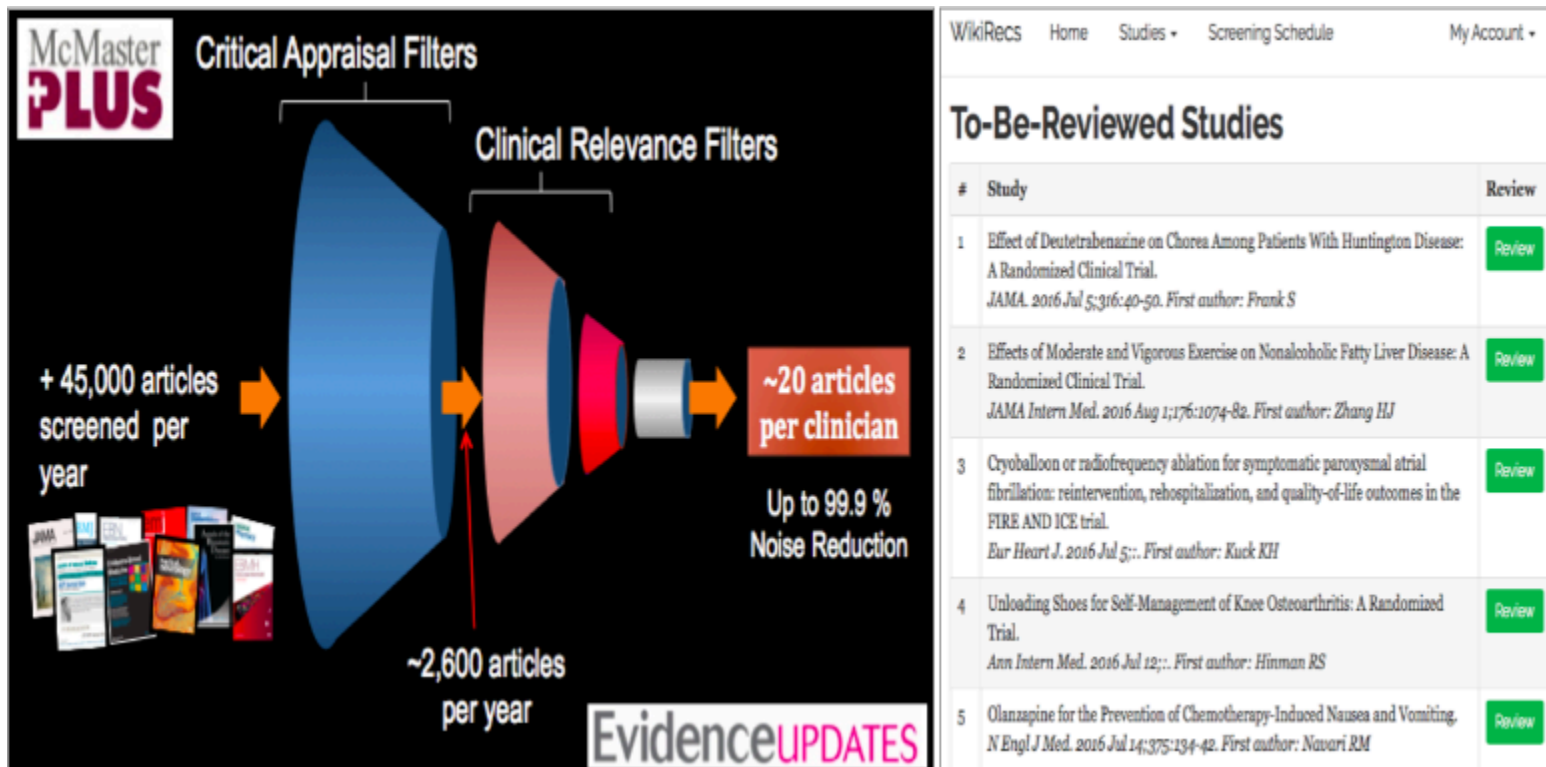 McMaster
PLUS
Critical Appraisal Filters
Clinical Relevance Filters
+ 45,000 articles
screened per
year
~20 articles
per clinician
Up to 99.9 %
Noise Reduction
~2,600 articles
per year
EvidenceUPDATES
JAMA
WikiRecs Home Studies Screening Schedule My Account
To-Be-Reviewed Studies
# Study Review
1 Effect of Deutetrabenazine on Chorea Among Patients With Huntington Disease: Review
A Randomized Clinical Trial.
JAMA. 2016 Jul 5;316:40-50. First author: Frank S
2 Effects of Moderate and Vigorous Exercise on Nonalcoholic Fatty Liver Disease: A Review
Randomized Clinical Trial.
JAMA Intern Med. 2016 Aug 1;176:1074-82. First author: Zhang HJ
3 Cryoballoon or radiofrequency ablation for symptomatic paroxysmal atrial Review
fibrillation: reintervention, rehospitalization, and quality-of-life outcomes in the
FIRE AND ICE trial.
Eur Heart J. 2016 Jul 5;:. First author: Kuck KH
4 Unloading Shoes for Self-Management of Knee Osteoarthritis: A Randomized Review
Trial.
Ann Intern Med. 2016 Jul 12;:. First author: Hinman RS
5 Olanzapine for the Prevention of Chemotherapy-Induced Nausea and Vomiting. Review
N Engl J Med. 2016 Jul 14;375:134-42. First author: Navari RM